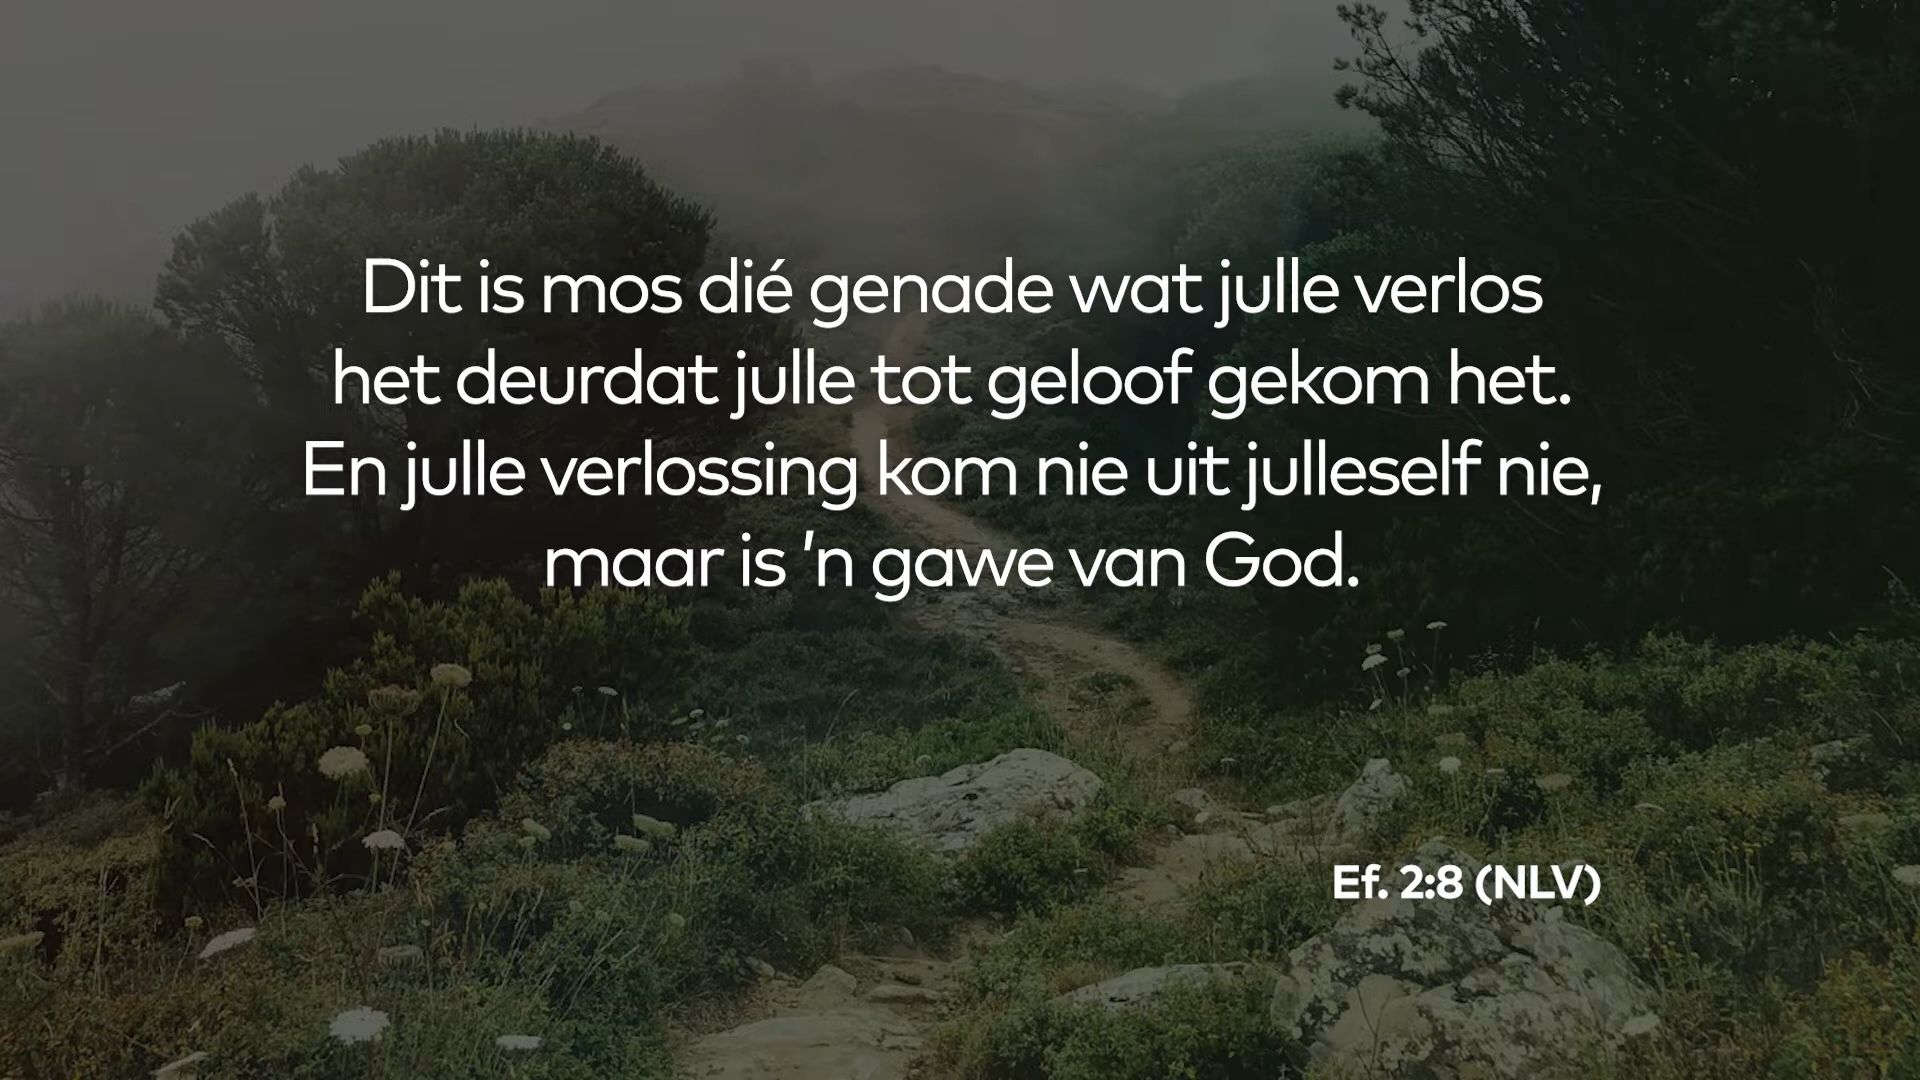 Dit is mos dié genade wat julle verlos
het deurdat julle tot geloof gekom het.
En julle verlossing kom nie uit julleself nie,
maar is 'n gawe van God.
Ef. 2:8 (NLV)